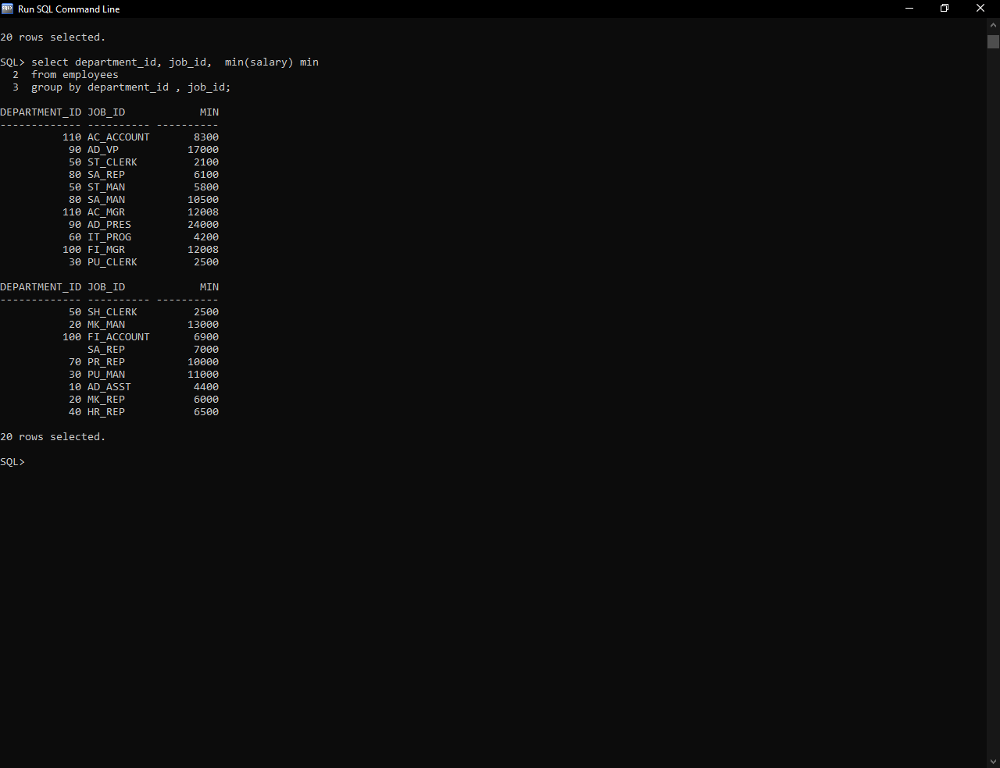 Run SQL Command Line
20 rows selected.
SQL> select department_id, job_id,  min(salary) min
  2  from employees
  3  group by department_id , job_id;
DEPARTMENT_ID JOB_ID            MIN
------------- ---------- ----------
          110 AC_ACCOUNT       8300
           90 AD_VP           17000
           50 ST_CLERK         2100
           80 SA_REP           6100
           50 ST_MAN           5800
           80 SA_MAN          10500
          110 AC_MGR          12008
           90 AD_PRES         24000
           60 IT_PROG          4200
          100 FI_MGR          12008
           30 PU_CLERK         2500
DEPARTMENT_ID JOB_ID            MIN
------------- ---------- ----------
           50 SH_CLERK         2500
           20 MK_MAN          13000
          100 FI_ACCOUNT       6900
              SA_REP           7000
           70 PR_REP          10000
           30 PU_MAN          11000
           10 AD_ASST          4400
           20 MK_REP           6000
           40 HR_REP           6500
20 rows selected.
SQL>